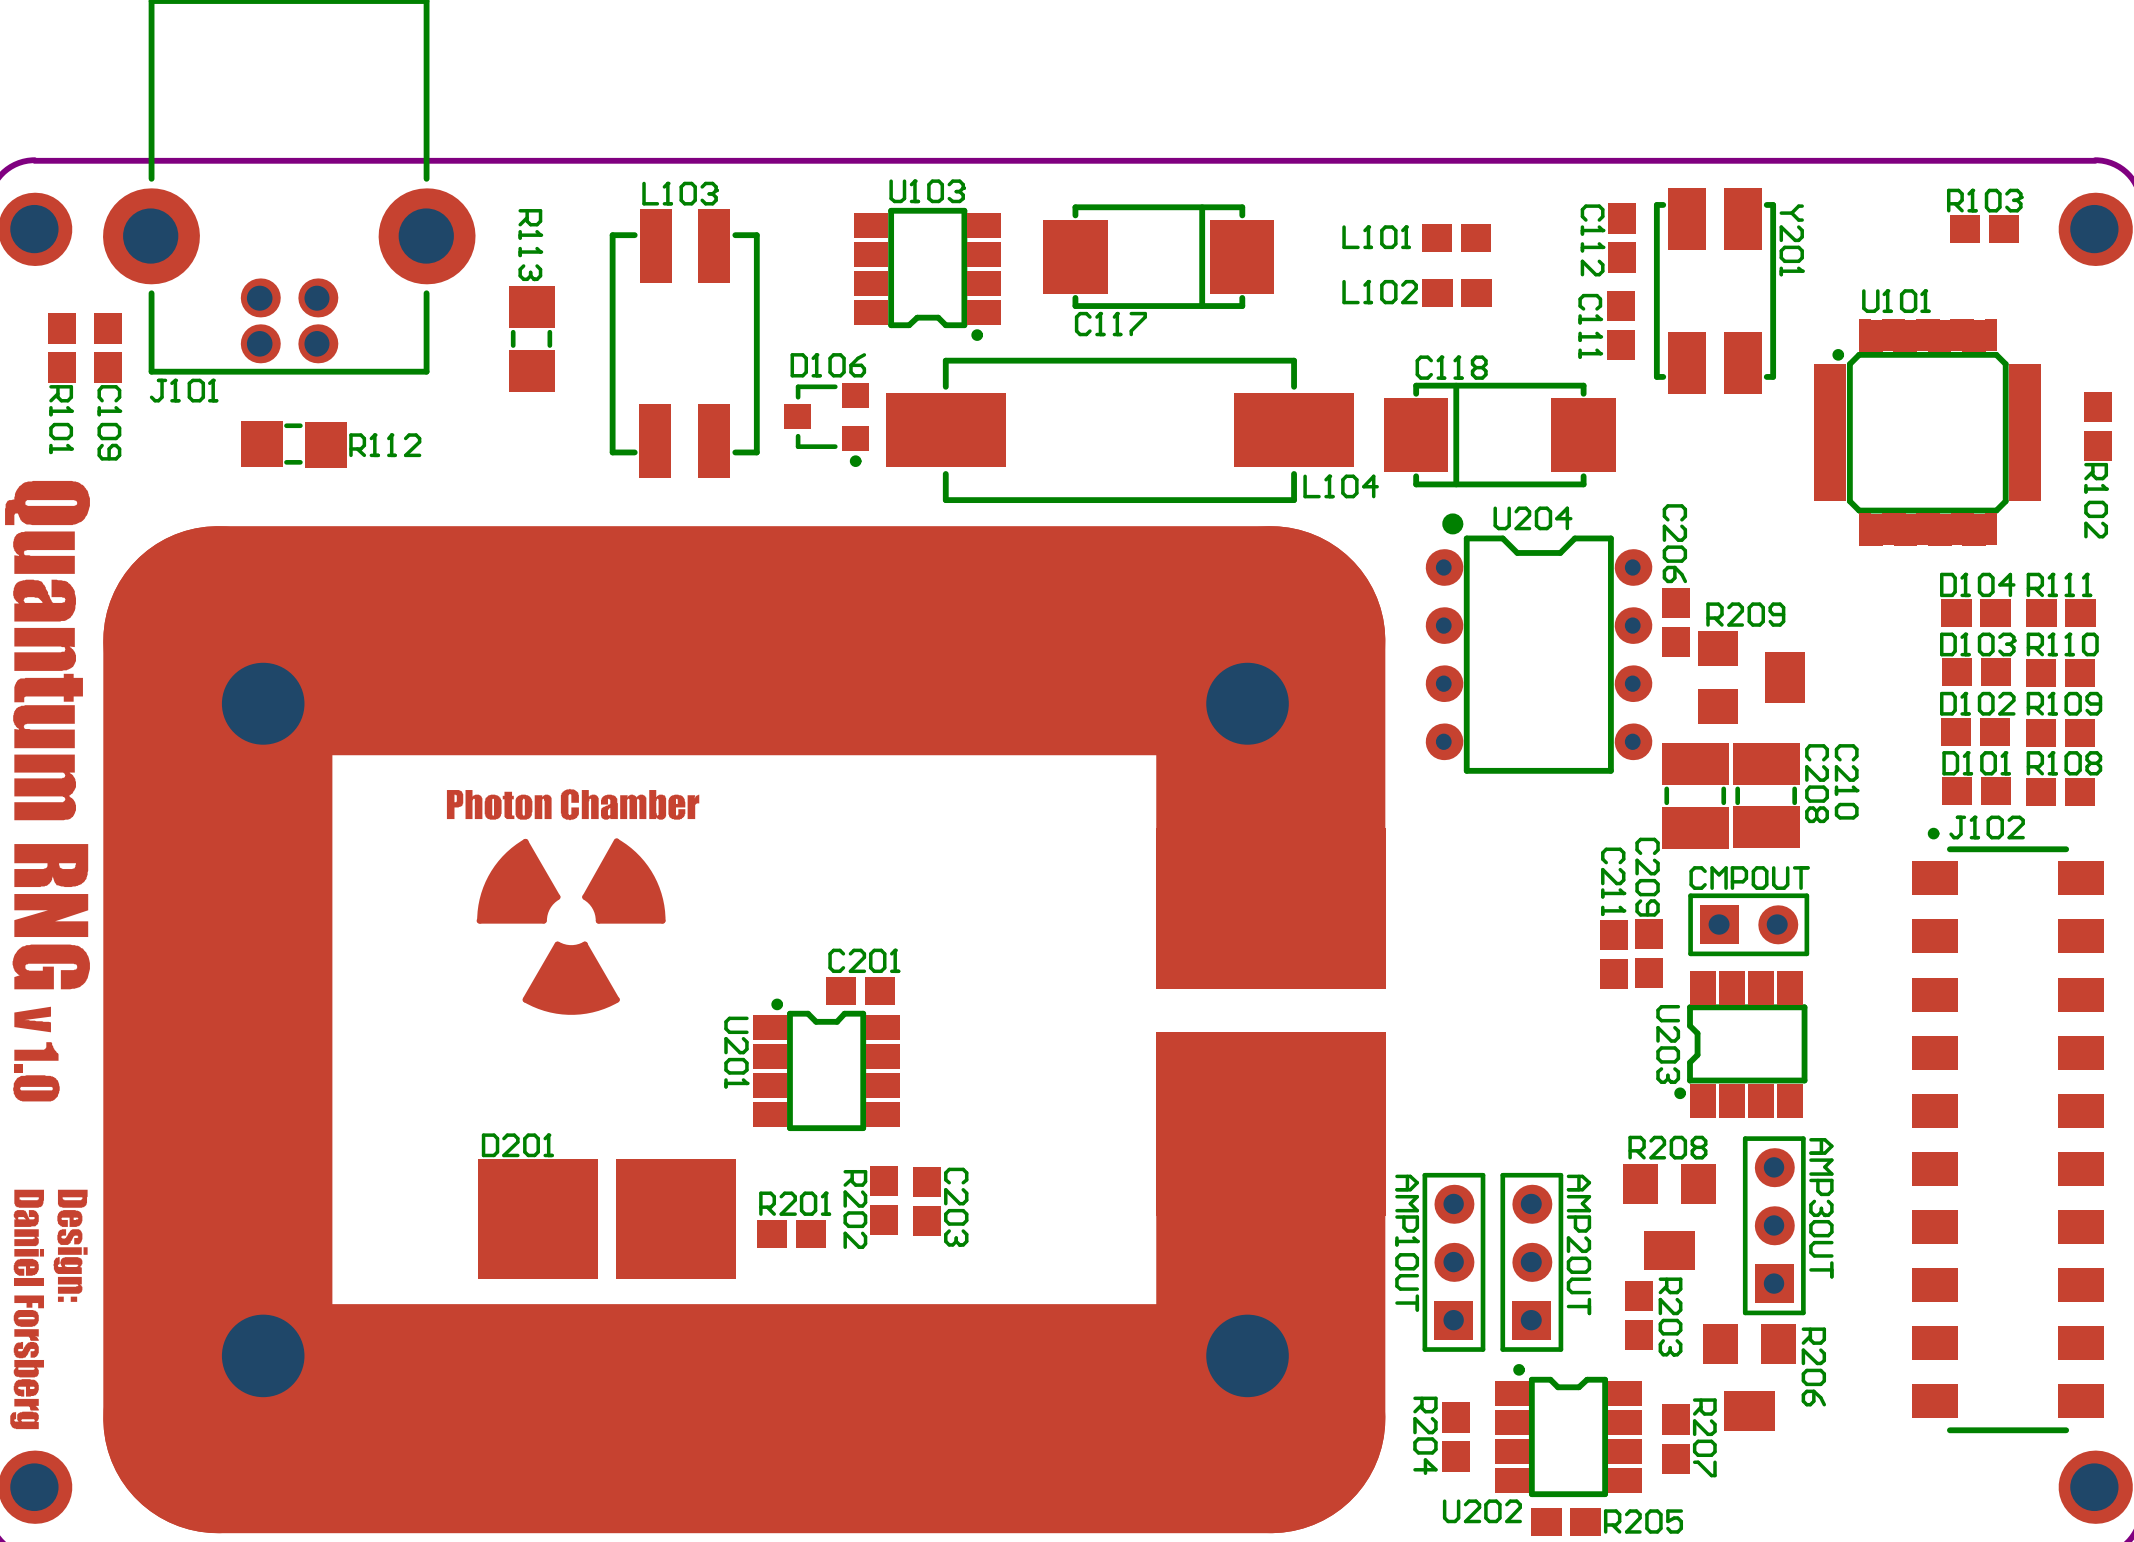 L103
U103
R113
C117
L101
L102
C112
C111
Y201
R103
U101
R101
C109
J101
R112
D106
C118
L104
R102
Quantum RNG v 1.0
Design:
Daniel Forsberg
U204
C206
R209
D104 R111
D103 R110
D102 R109
D101 R108
C208
C210
J102
Photon Chamber
C211
C209
CMPOUT
C201
U201
U203
D201
R201
R202
C203
AMP1OUT
AMP2OUT
R208
AMP3OUT
R203
R206
R204
R207
U202
R205